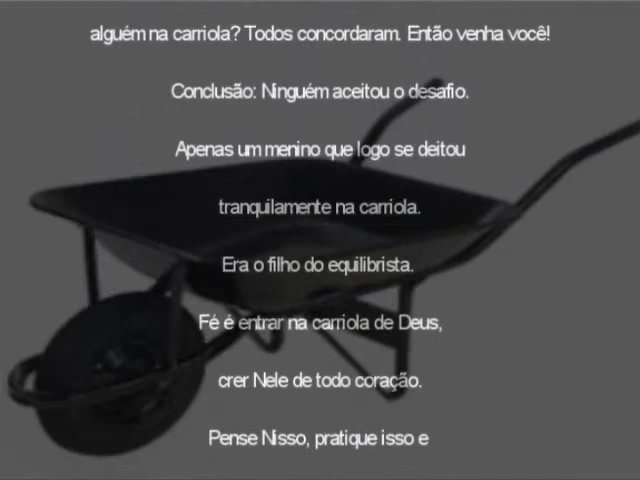 alguém na carriola? Todos concordaram. Então venha você!
Conclusão: Ninguém aceitou o desafio.
Apenas um menino que logo se deitou
tranquilamente na carriola.
Era o filho do equilibrista.
Fé é entrar na carriola de Deus,
crer Nele de todo coração.
Pense Nisso, pratique isso e